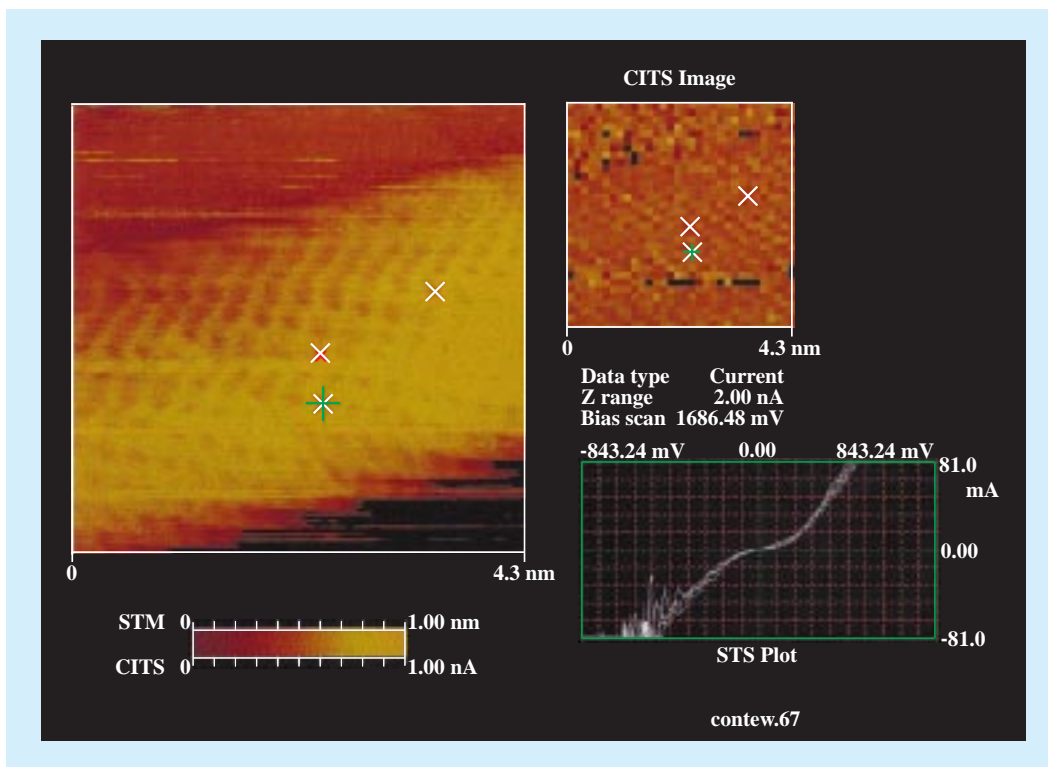 CITS Image
0
4.3 nm
0
4.3 nm
Data type Current
Z range 2.00 nA
Bias scan 1686.48 mV
-843.24 mV 0.00 843.24 mV
81.0
mA
0.00
-81.0
STS Plot
STM 0 1.00 nm
CITS 0 1.00 nA
contew.67